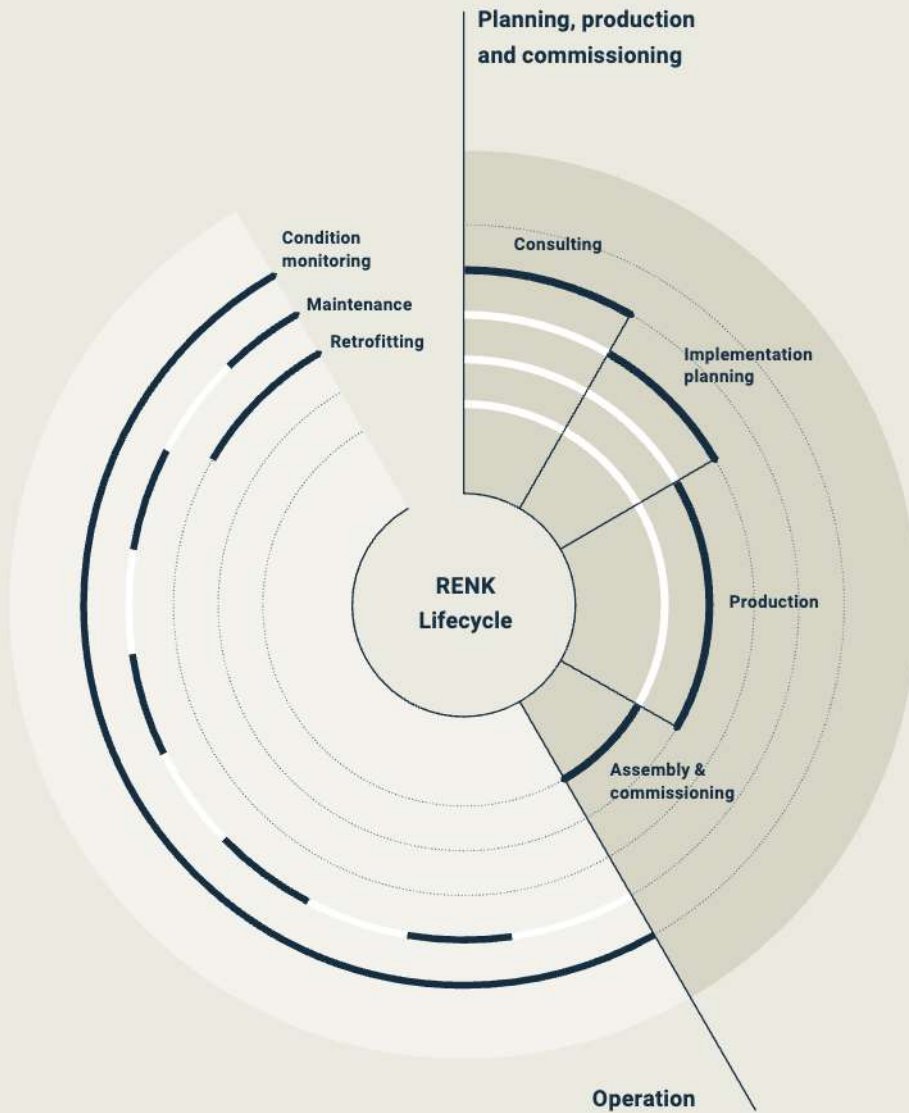 Planning, production
and commissioning
Consulting
Implementation
planning
Production
Assembly &
commissioning
Operation
Condition
monitoring
Maintenance
Retrofitting
RENK
Lifecycle